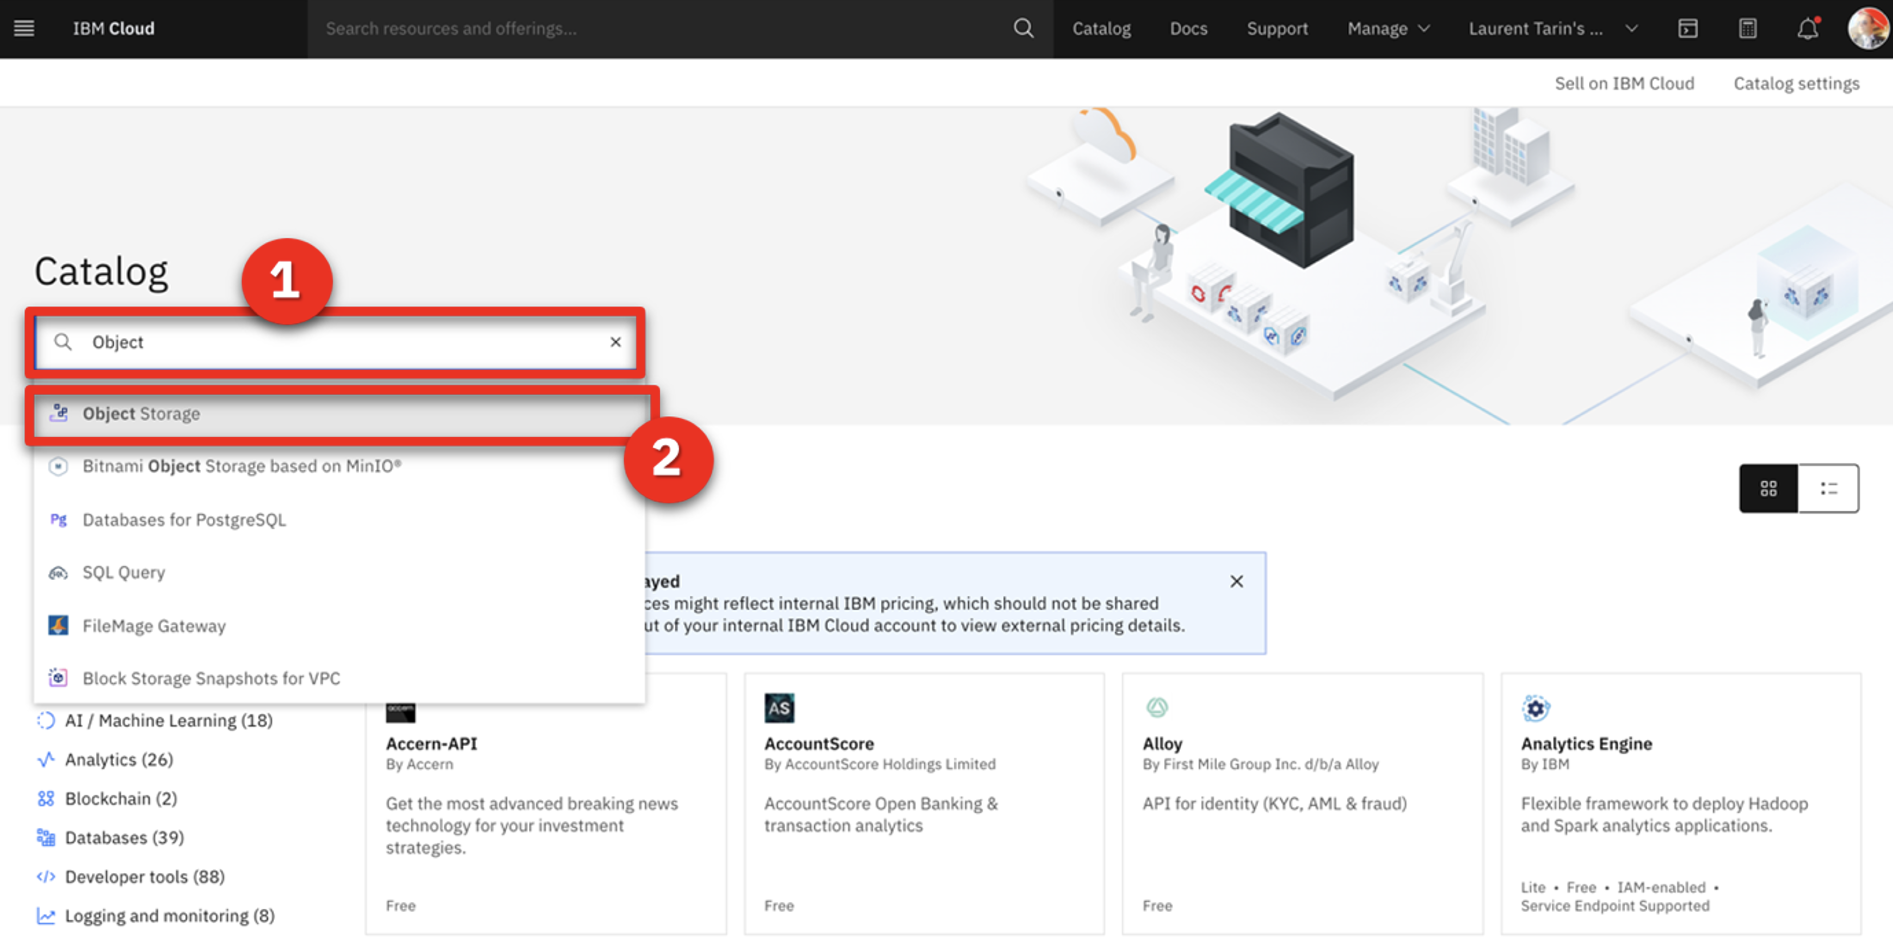 IBM Cloud
Search resources and offerings...
Catalog
Docs
Support
Manage
Laurent Tarin's ...
Sell on IBM Cloud
Catalog settings
Catalog
1
Object
Object Storage
2
Bitnami Object Storage based on MinIO®
Databases for PostgreSQL
Pg
SQL Query
FileMage Gateway
Block Storage Snapshots for VPC
ayed
ces might reflect internal IBM pricing, which should not be shared
ut of your internal IBM Cloud account to view external pricing details.
AI / Machine Learning (18)
Analytics (26)
Blockchain (2)
Databases (39)
Developer tools (88)
Logging and monitoring (8)
accern
Accern-API
By Accern
Get the most advanced breaking news
technology for your investment
strategies.
Free
AS
AccountScore
By AccountScore Holdings Limited
AccountScore Open Banking &
transaction analytics
Free
Alloy
By First Mile Group Inc. d/b/a Alloy
API for identity (KYC, AML & fraud)
Free
Analytics Engine
By IBM
Flexible framework to deploy Hadoop
and Spark analytics applications.
Lite • Free • IAM-enabled •
Service Endpoint Supported